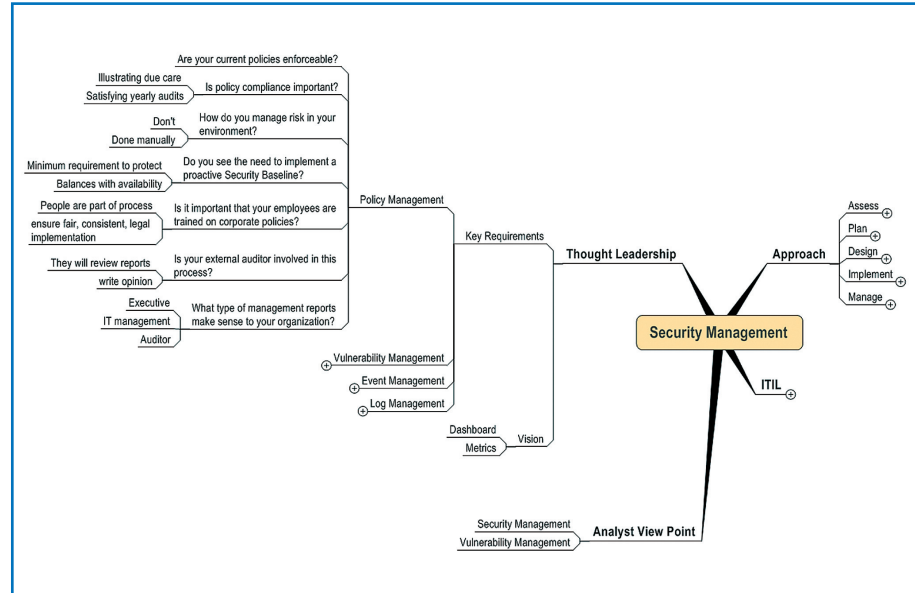 Are your current policies enforceable?
Illustrating due care
Satisfying yearly audits
Is policy compliance important?
Don't
Done manually
How do you manage risk in your
environment?
Minimum requirement to protect
Balances with availability
Do you see the need to implement a
proactive Security Baseline?
People are part of process
ensure fair, consistent, legal
implementation
Is it important that your employees are
trained on corporate policies?
They will review reports
write opinion
Is your external auditor involved in this
process?
Executive
IT management
Auditor
What type of management reports
make sense to your organization?
Policy Management
Vulnerability Management
Event Management
Log Management
Key Requirements
Dashboard
Metrics
Vision
Thought Leadership
Security Management
Vulnerability Management
Analyst View Point
Security Management
Approach
Assess
Plan
Design
Implement
Manage
ITIL